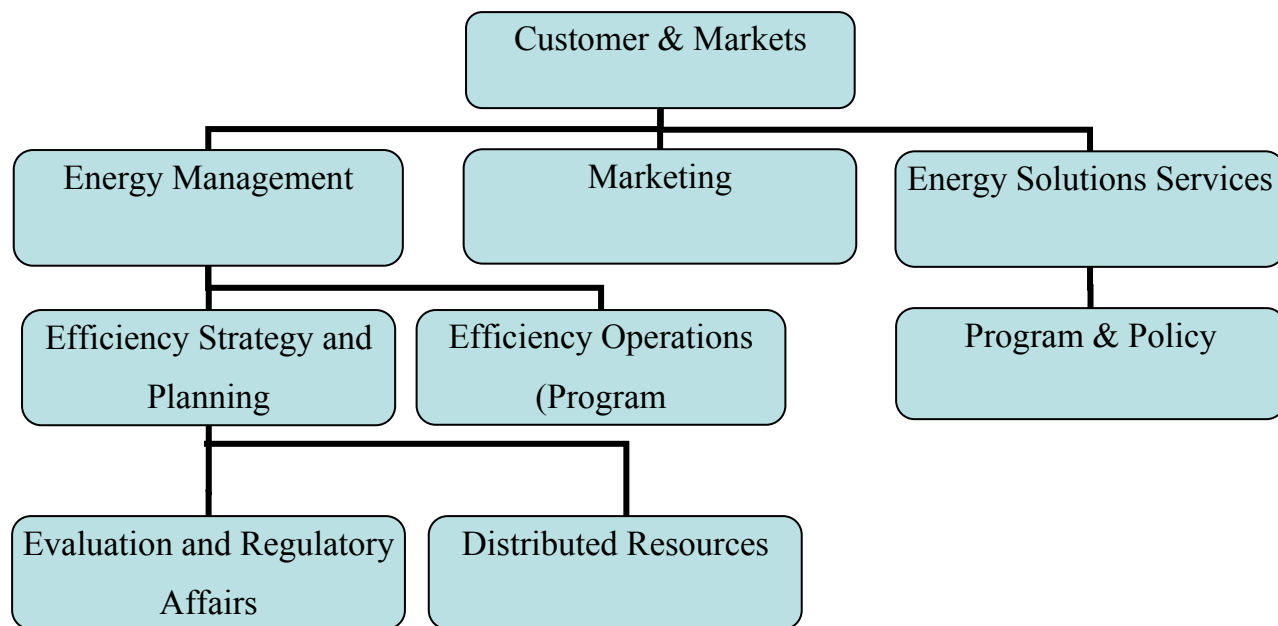 Customer & Markets
Energy Management
Marketing
Energy Solutions Services
Efficiency Strategy and
Planning
Efficiency Operations
(Program
Program & Policy
Evaluation and Regulatory
Affairs
Distributed Resources